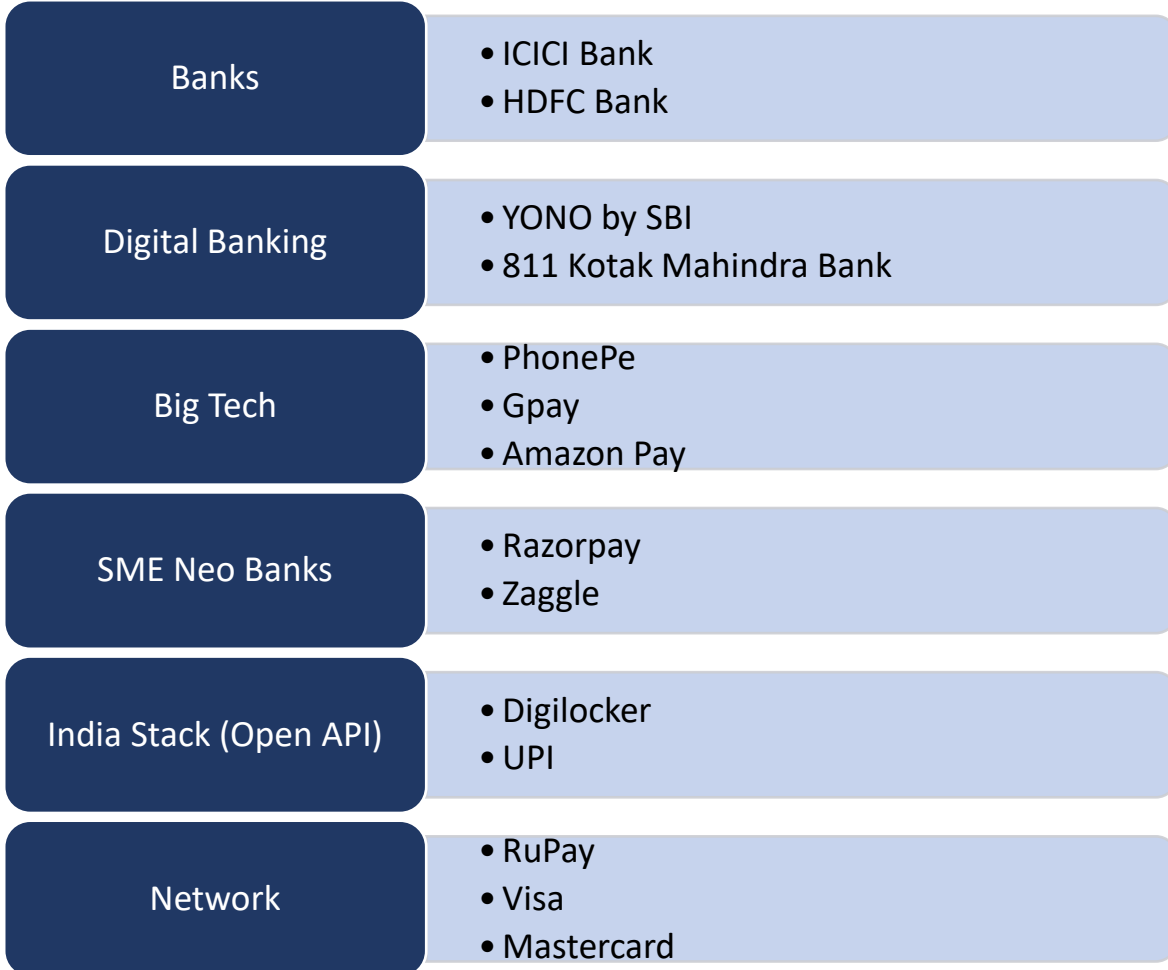 Banks
• ICICI Bank
• HDFC Bank
Digital Banking
• YONO by SBI
• 811 Kotak Mahindra Bank
Big Tech
• PhonePe
• Gpay
• Amazon Pay
SME Neo Banks
• Razorpay
• Zaggle
India Stack (Open API)
• Digilocker
• UPI
Network
• RuPay
• Visa
• Mastercard